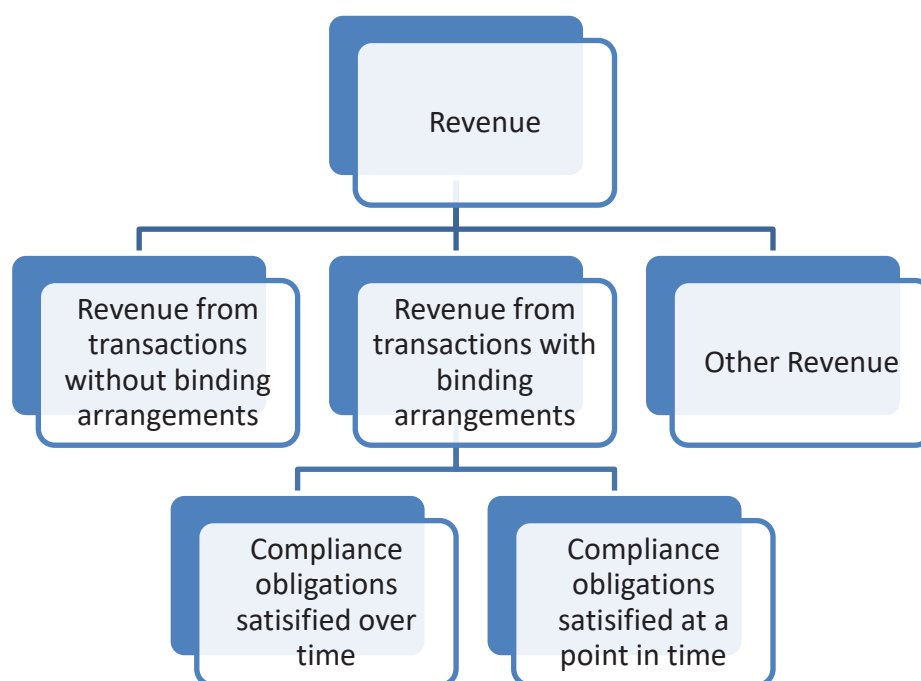 Revenue
Revenue from
transactions
without binding
arrangements
Revenue from
transactions with
binding
arrangements
Other Revenue
Compliance
obligations
satisified over
time
Compliance
obligations
satisified at a
point in time